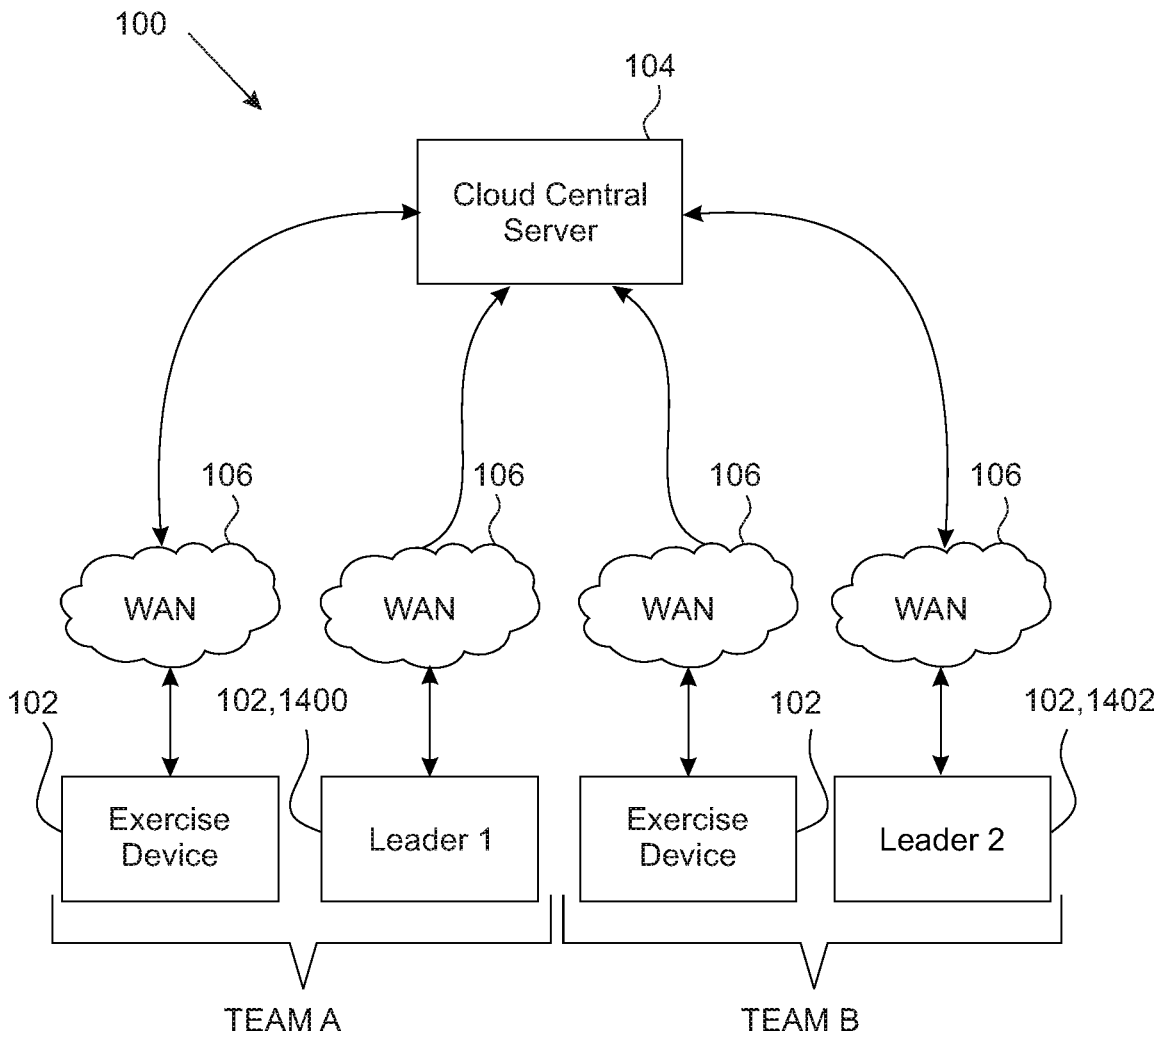 100
104
Cloud Central
Server
106
106
106
106
WAN
WAN
WAN
WAN
102
102,1400
102
102,1402
Exercise
Device
Leader 1
Exercise
Device
Leader 2
TEAM A
TEAM B